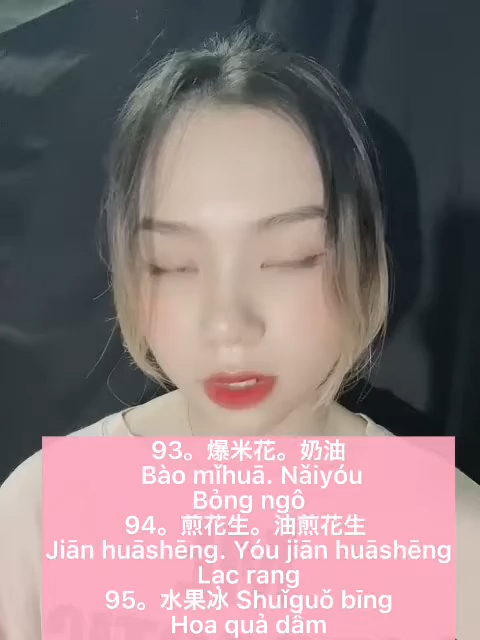 93。爆米花。奶油
Bào mǐhuā. Nǎiyóu
Bỏng ngô
94。煎花生。油煎花生
Jiān huāshēng. Yóu jiān huāshēng
Lạc rang
95。水果冰 Shuǐguǒ bīng
Hoa quả dầm